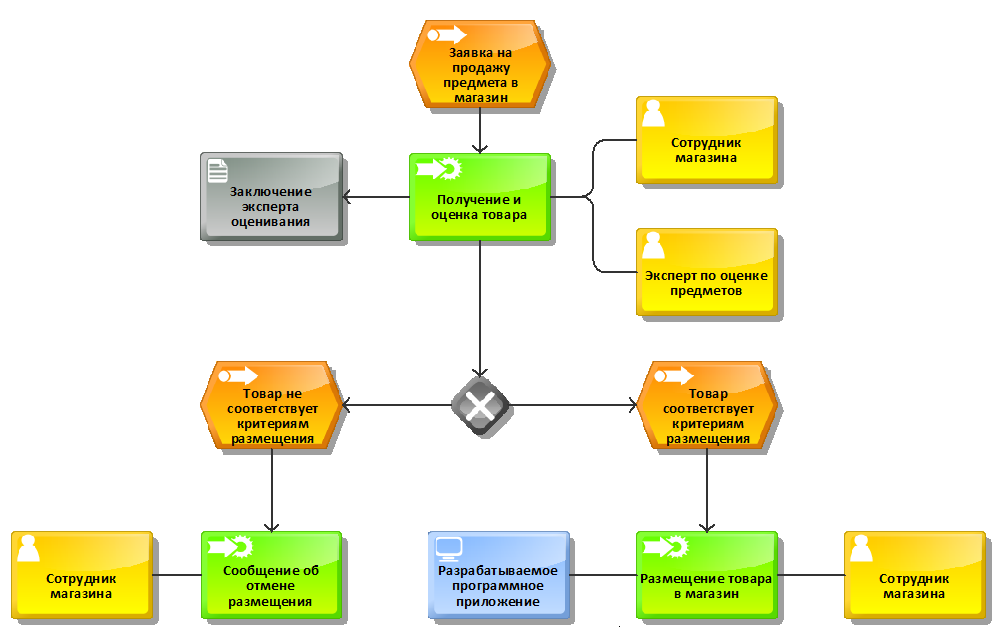 Заявка на
продажу
предмета в
магазин
Сотрудник
магазина
Заключение
эксперта
оценивания
Получение и
оценка товара
Эксперт по оценке
предметов
Товар не
соответствует
критериям
размещения
Товар
соответствует
критериям
размещения
Сотрудник
магазина
Сообщение об
отмене
размещения
Разрабатываемое
программное
приложение
Размещение товара
в магазин
Сотрудник
магазина